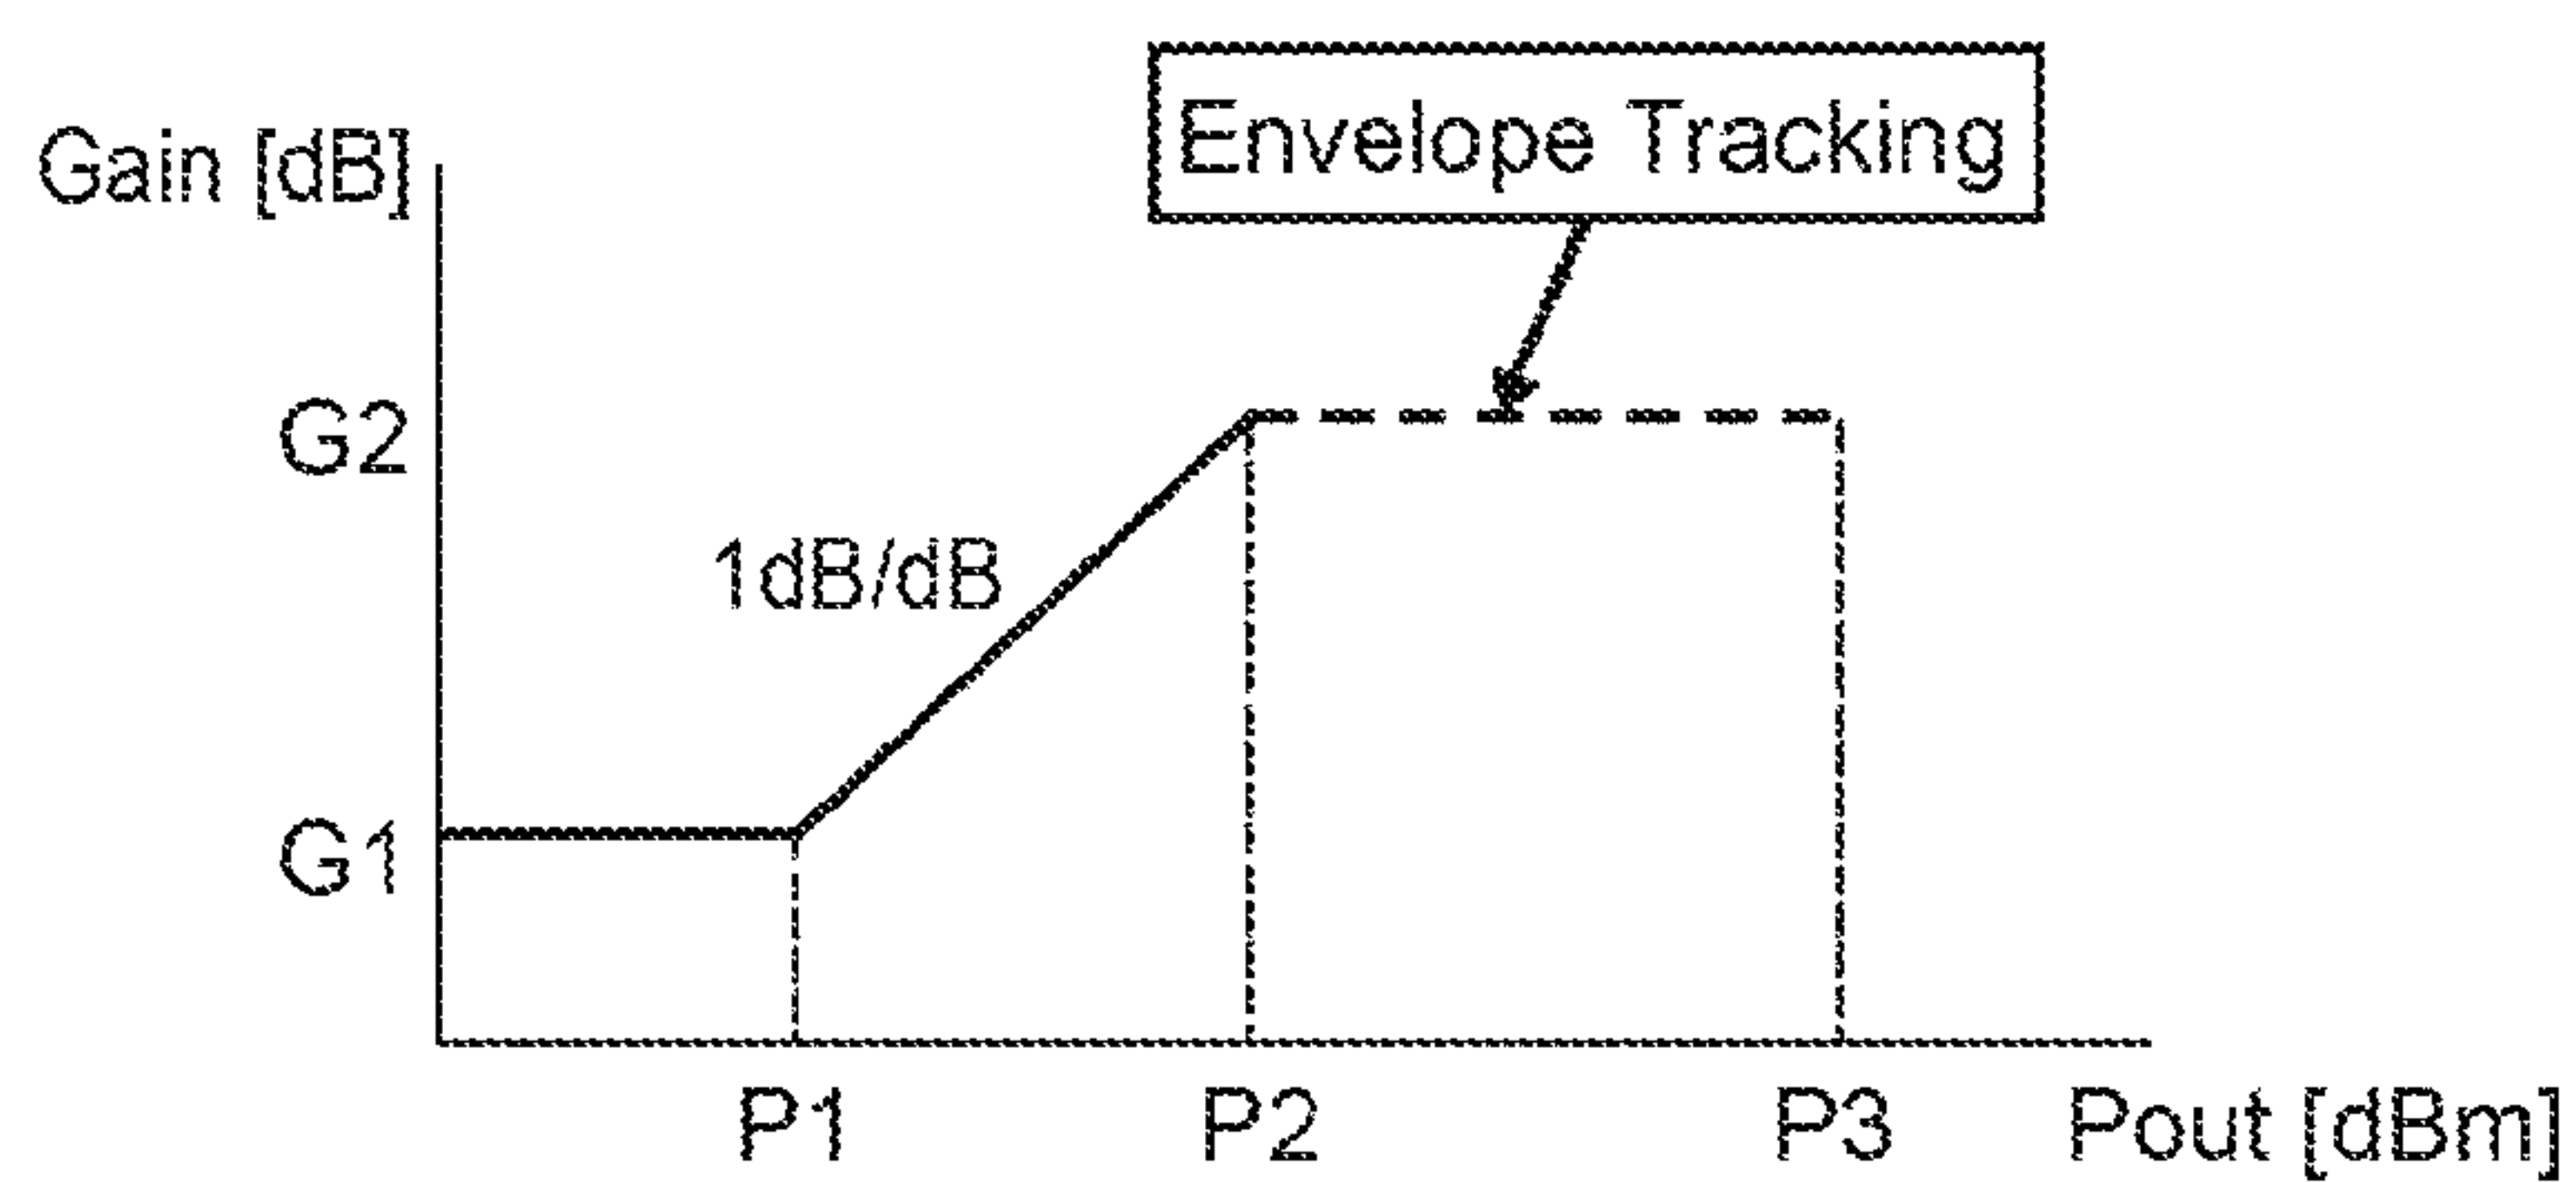 Envelope Tracking
Gain [dB]
G2
1dB/dB
G1
P1
P2
P3
Pout [dBm]